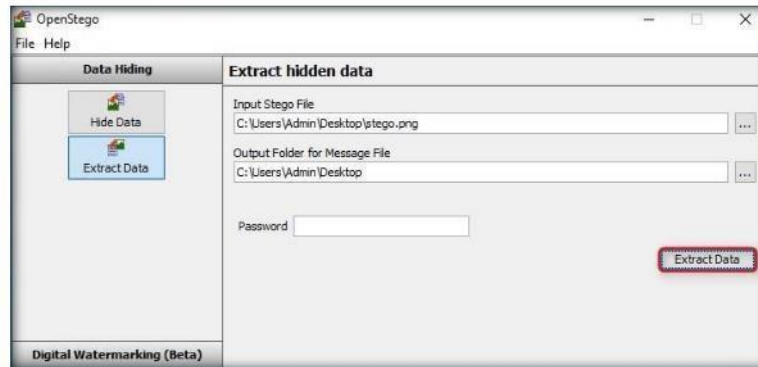 OpenStego
File Help
Data Hiding
Hide Data
Extract Data
Digital Watermarking (Beta)
Extract hidden data
Input Stego File
C:\Users\Admin\Desktop\stego.png
...
Output Folder for Message File
C:\Users\Admin\Desktop
...
Password
Extract Data